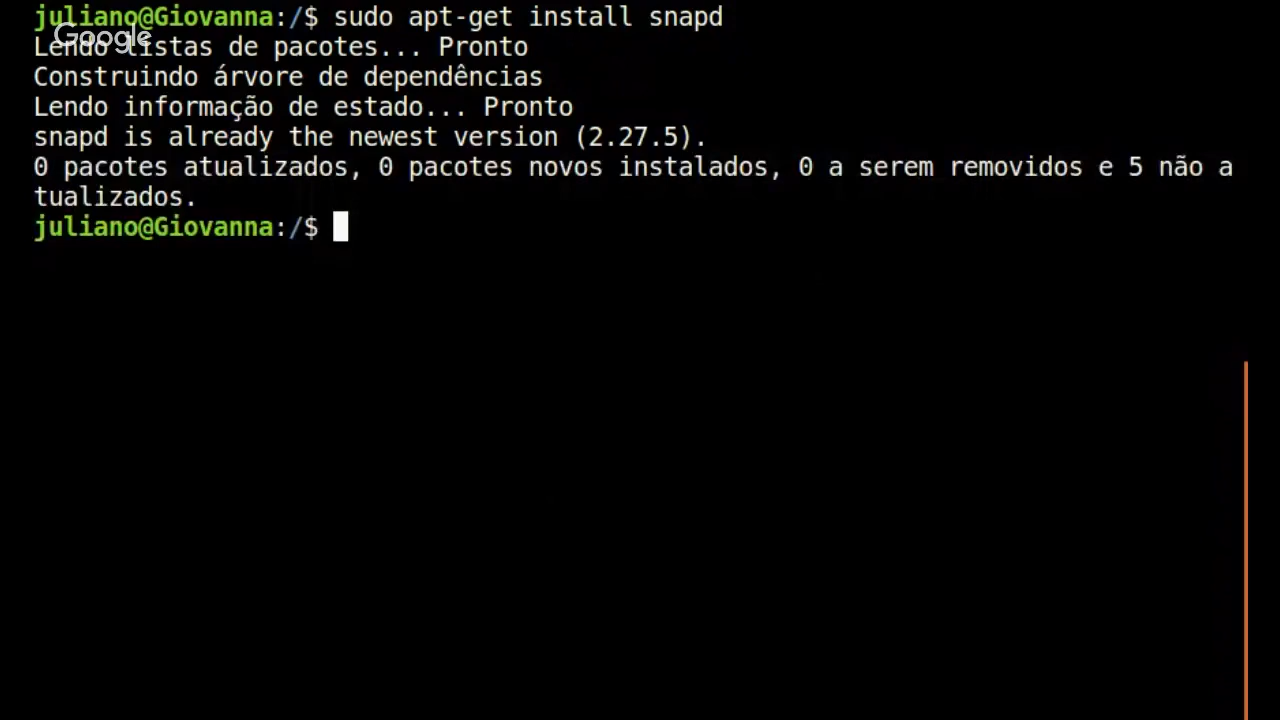 juliano@Giovanna:/$ sudo apt-get install snapd
Google
Lendo listas de pacotes... Pronto
Construindo árvore de dependências
Lendo informação de estado... Pronto
snapd is already the newest version (2.27.5).
0 pacotes atualizados, 0 pacotes novos instalados, 0 a serem removidos e 5 não a
tualizados.
juliano@Giovanna:/$